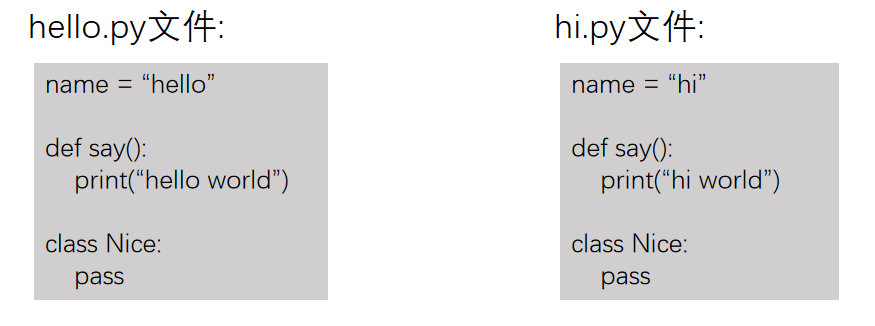 hello.py文件:
name = “hello”
def say():
print(“hello world”)
class Nice:
pass
hi.py文件:
name = “hi”
def say():
print(“hi world”)
class Nice:
pass